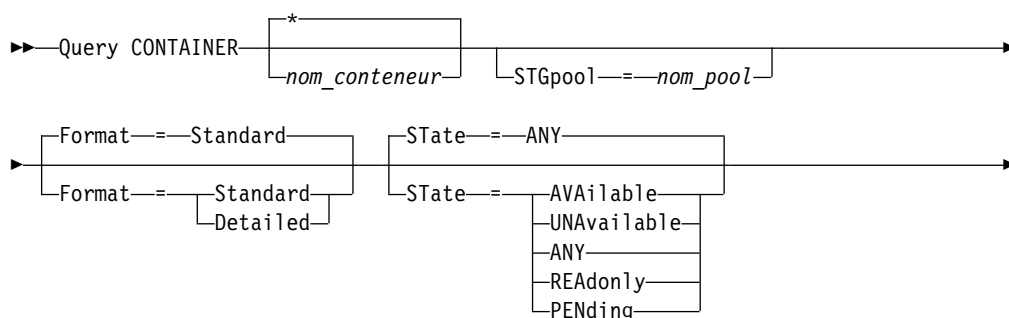 *
Query CONTAINER
nom_conteneur
STGpool = nom_pool
Format = Standard STate = ANY
Format = Standard STate = AVAilable
Detailed UNAvailable
ANY
REAdonly
PENding